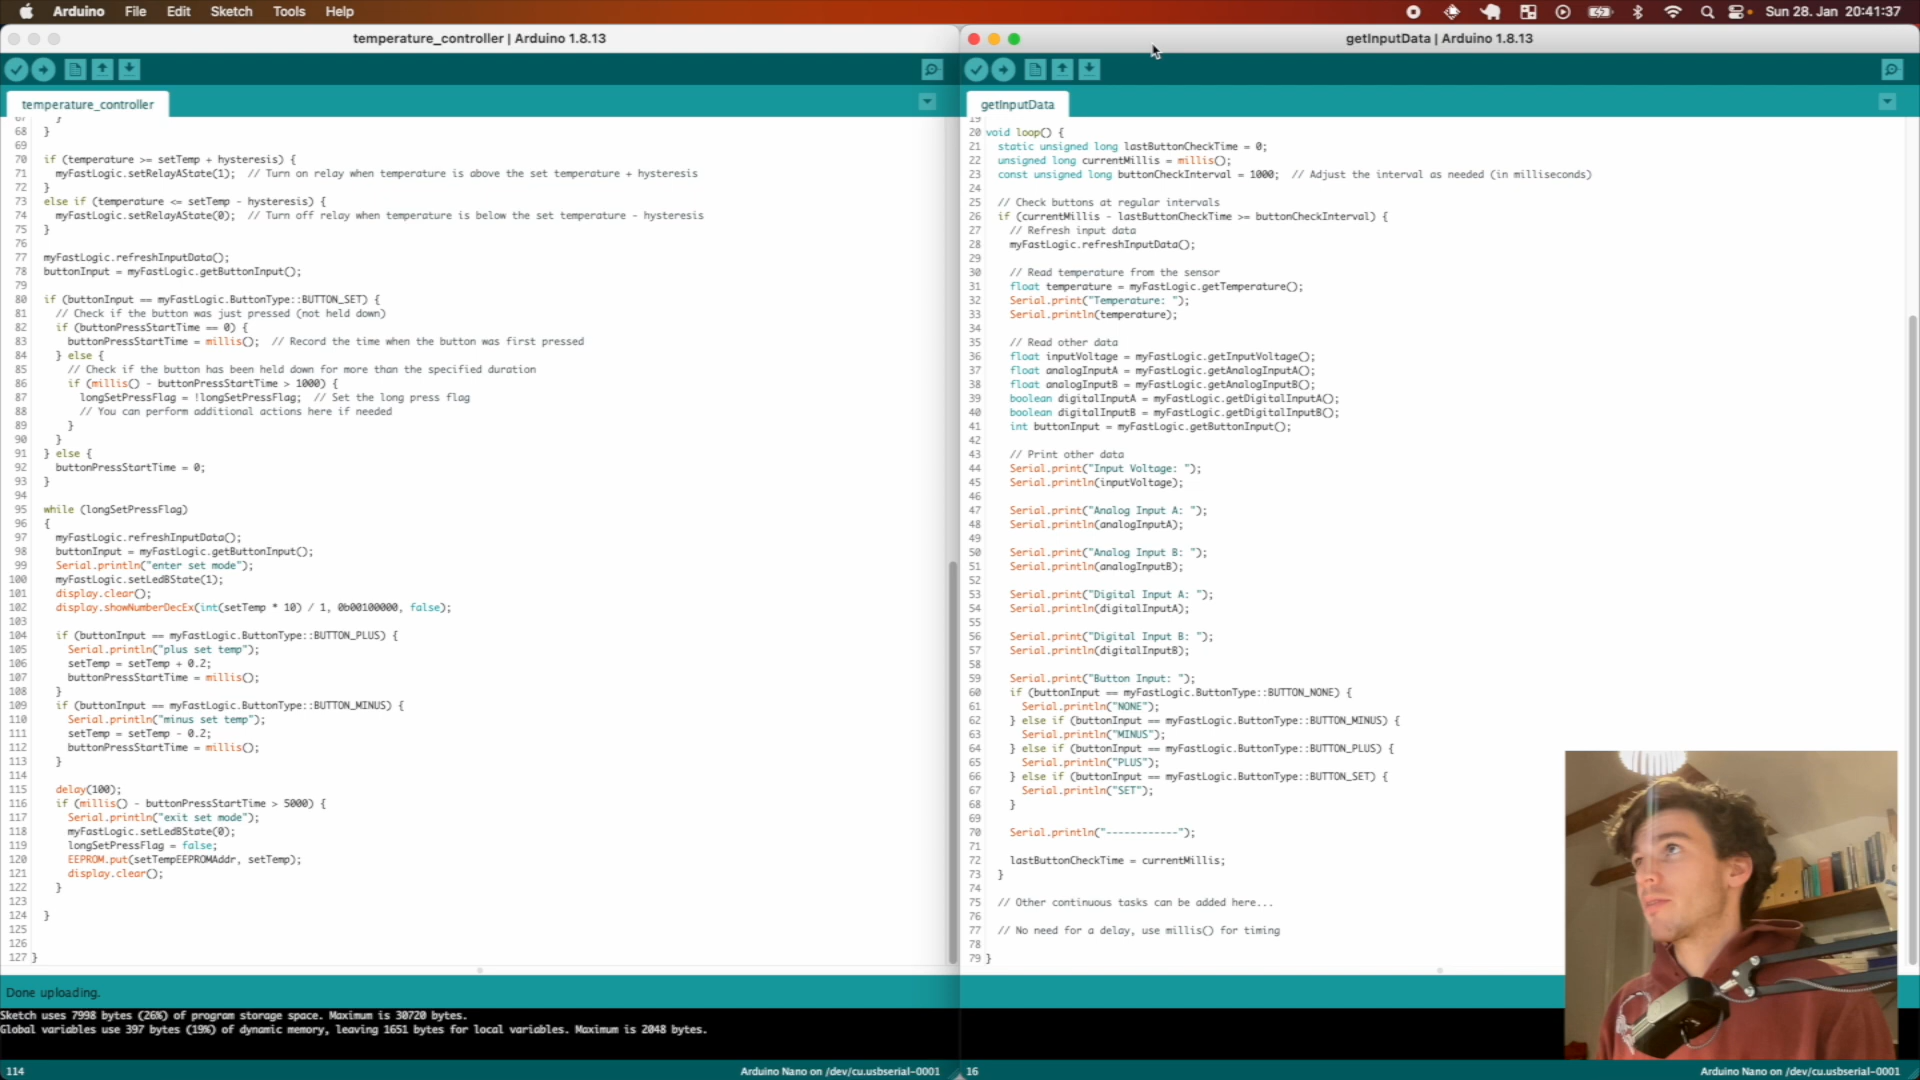 Arduino File Edit Sketch Tools Help
Sun 28. Jan 20:41:37
temperature_controller | Arduino 1.8.13
temperature_controller
67 }
68 }
69
70 if (temperature >= setTemp + hysteresis) {
71 myFastLogic.setRelayAState(1); // Turn on relay when temperature is above the set temperature + hysteresis
72 }
73 else if (temperature <= setTemp - hysteresis) {
74 myFastLogic.setRelayAState(0); // Turn off relay when temperature is below the set temperature - hysteresis
75 }
76
77 myFastLogic.refreshInputData();
78 buttonInput = myFastLogic.getButtonInput();
79
80 if (buttonInput == myFastLogic.ButtonType::BUTTON_SET) {
81 // Check if the button was just pressed (not held down)
82 if (buttonPressStartTime == 0) {
83 buttonPressStartTime = millis(); // Record the time when the button was first pressed
84 } else {
85 // Check if the button has been held down for more than the specified duration
86 if (millis() - buttonPressStartTime > 1000) {
87 longSetPressFlag = !longSetPressFlag; // Set the long press flag
88 // You can perform additional actions here if needed
89 }
90 }
91 } else {
92 buttonPressStartTime = 0;
93 }
94
95 while (longSetPressFlag)
96 {
97 myFastLogic.refreshInputData();
98 buttonInput = myFastLogic.getButtonInput();
99 Serial.println("enter set mode");
100 myFastLogic.setLedBState(1);
101 display.clear();
102 display.showNumberDecEx(int(setTemp * 10) / 1, 0b00100000, false);
103
104 if (buttonInput == myFastLogic.ButtonType::BUTTON_PLUS) {
105 Serial.println("plus set temp");
106 setTemp = setTemp + 0.2;
107 buttonPressStartTime = millis();
108 }
109 if (buttonInput == myFastLogic.ButtonType::BUTTON_MINUS) {
110 Serial.println("minus set temp");
111 setTemp = setTemp - 0.2;
112 buttonPressStartTime = millis();
113 }
114
115 delay(100);
116 if (millis() - buttonPressStartTime > 5000) {
117 Serial.println("exit set mode");
118 myFastLogic.setLedBState(0);
119 longSetPressFlag = false;
120 EEPROM.put(setTempEEPROMAddr, setTemp);
121 display.clear();
122 }
123
124 }
125
126
127 }
Done uploading.
Sketch uses 7998 bytes (26%) of program storage space. Maximum is 30720 bytes.
Global variables use 397 bytes (19%) of dynamic memory, leaving 1651 bytes for local variables. Maximum is 2048 bytes.
114 Arduino Nano on /dev/cu.usbserial-0001
getInputData | Arduino 1.8.13
getInputData
19
20 void loop() {
21 static unsigned long lastButtonCheckTime = 0;
22 unsigned long currentMillis = millis();
23 const unsigned long buttonCheckInterval = 1000; // Adjust the interval as needed (in milliseconds)
24
25 // Check buttons at regular intervals
26 if (currentMillis - lastButtonCheckTime >= buttonCheckInterval) {
27 // Refresh input data
28 myFastLogic.refreshInputData();
29
30 // Read temperature from the sensor
31 float temperature = myFastLogic.getTemperature();
32 Serial.print("Temperature: ");
33 Serial.println(temperature);
34
35 // Read other data
36 float inputVoltage = myFastLogic.getInputVoltage();
37 float analogInputA = myFastLogic.getAnalogInputA();
38 float analogInputB = myFastLogic.getAnalogInputB();
39 boolean digitalInputA = myFastLogic.getDigitalInputA();
40 boolean digitalInputB = myFastLogic.getDigitalInputB();
41 int buttonInput = myFastLogic.getButtonInput();
42
43 // Print other data
44 Serial.print("Input Voltage: ");
45 Serial.println(inputVoltage);
46
47 Serial.print("Analog Input A: ");
48 Serial.println(analogInputA);
49
50 Serial.print("Analog Input B: ");
51 Serial.println(analogInputB);
52
53 Serial.print("Digital Input A: ");
54 Serial.println(digitalInputA);
55
56 Serial.print("Digital Input B: ");
57 Serial.println(digitalInputB);
58
59 Serial.print("Button Input: ");
60 if (buttonInput == myFastLogic.ButtonType::BUTTON_NONE) {
61 Serial.println("NONE");
62 } else if (buttonInput == myFastLogic.ButtonType::BUTTON_MINUS) {
63 Serial.println("MINUS");
64 } else if (buttonInput == myFastLogic.ButtonType::BUTTON_PLUS) {
65 Serial.println("PLUS");
66 } else if (buttonInput == myFastLogic.ButtonType::BUTTON_SET) {
67 Serial.println("SET");
68 }
69
70 Serial.println("------------");
71
72 lastButtonCheckTime = currentMillis;
73 }
74
75 // Other continuous tasks can be added here...
76
77 // No need for a delay, use millis() for timing
78
79 }
16 Arduino Nano on /dev/cu.usbserial-0001